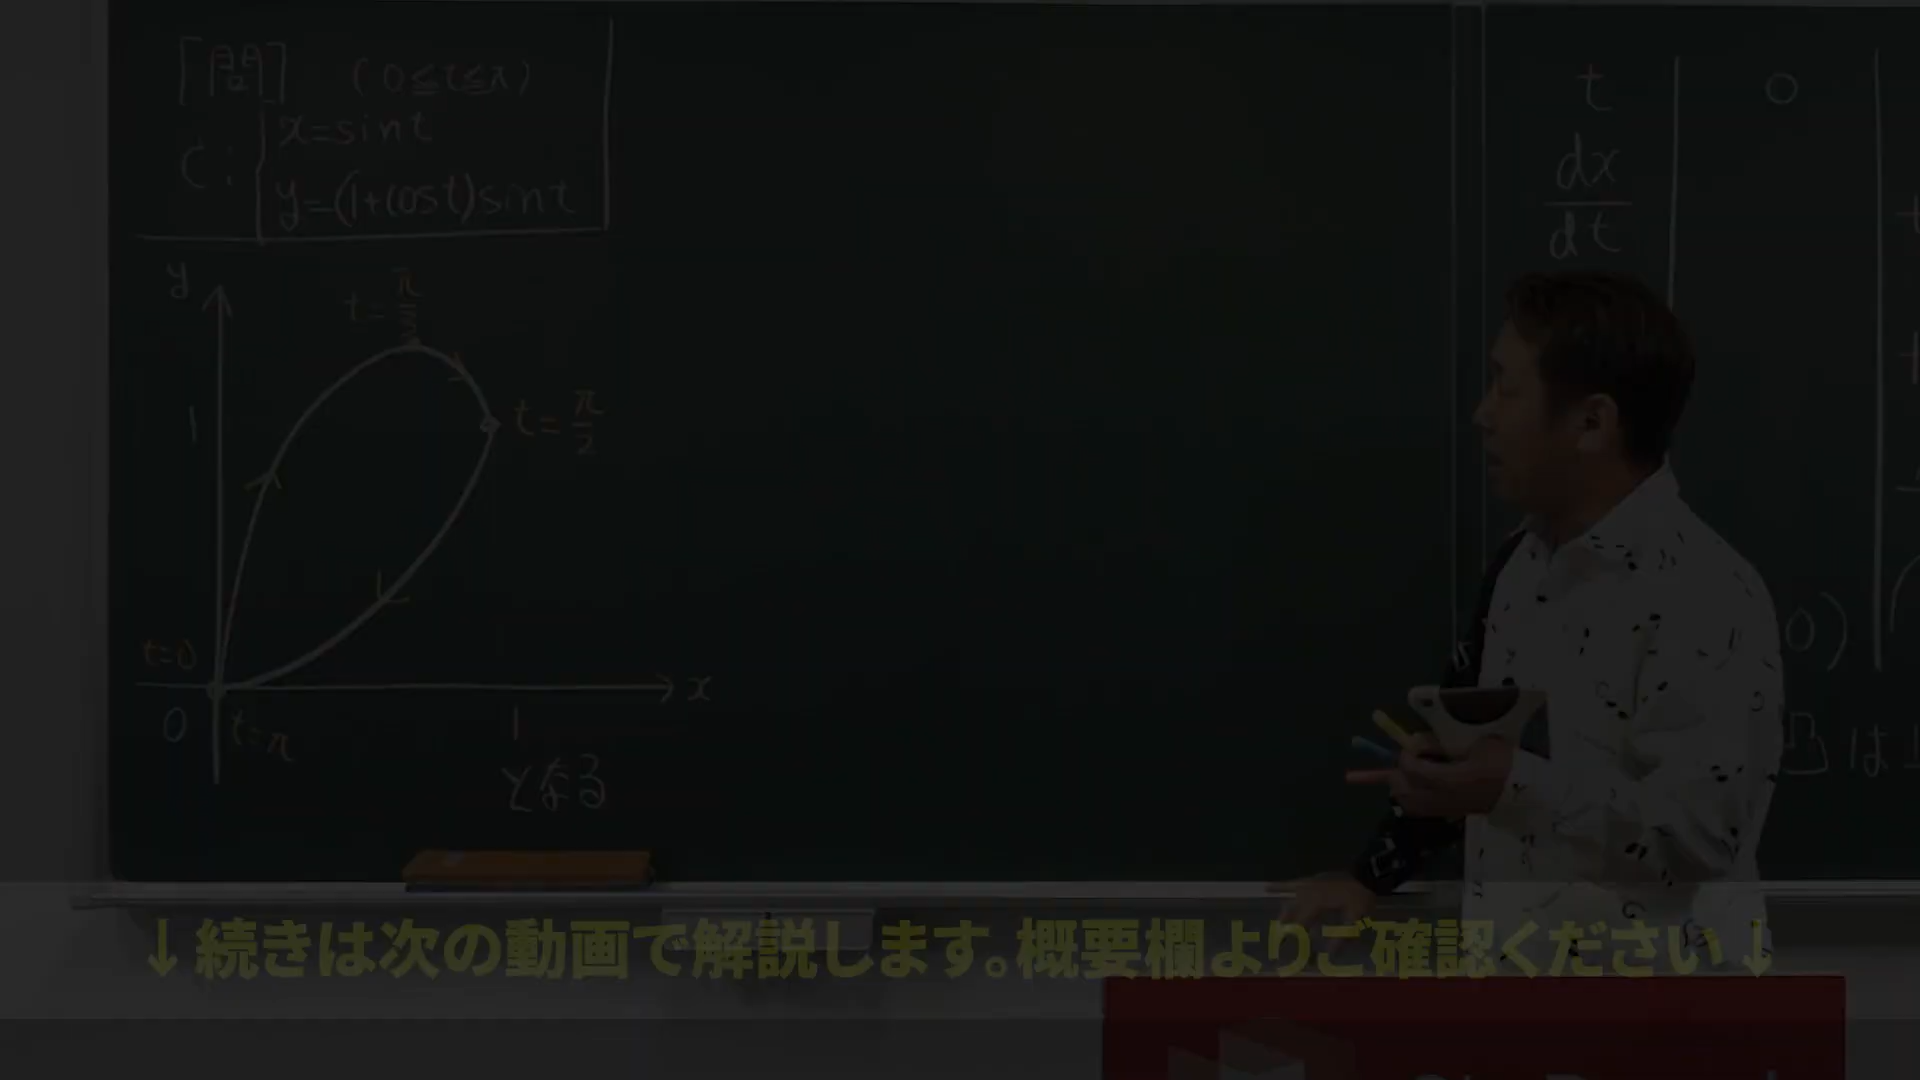 [問] (0≦t≦π)
C:
x=sint
y=(1+cost)sint
y
t=π/3
1
t=π/2
t=0
x
0
t=π
1
となる
t
0
dx/dt
0)
は
↓続きは次の動画で解説します。概要欄よりご確認ください↓